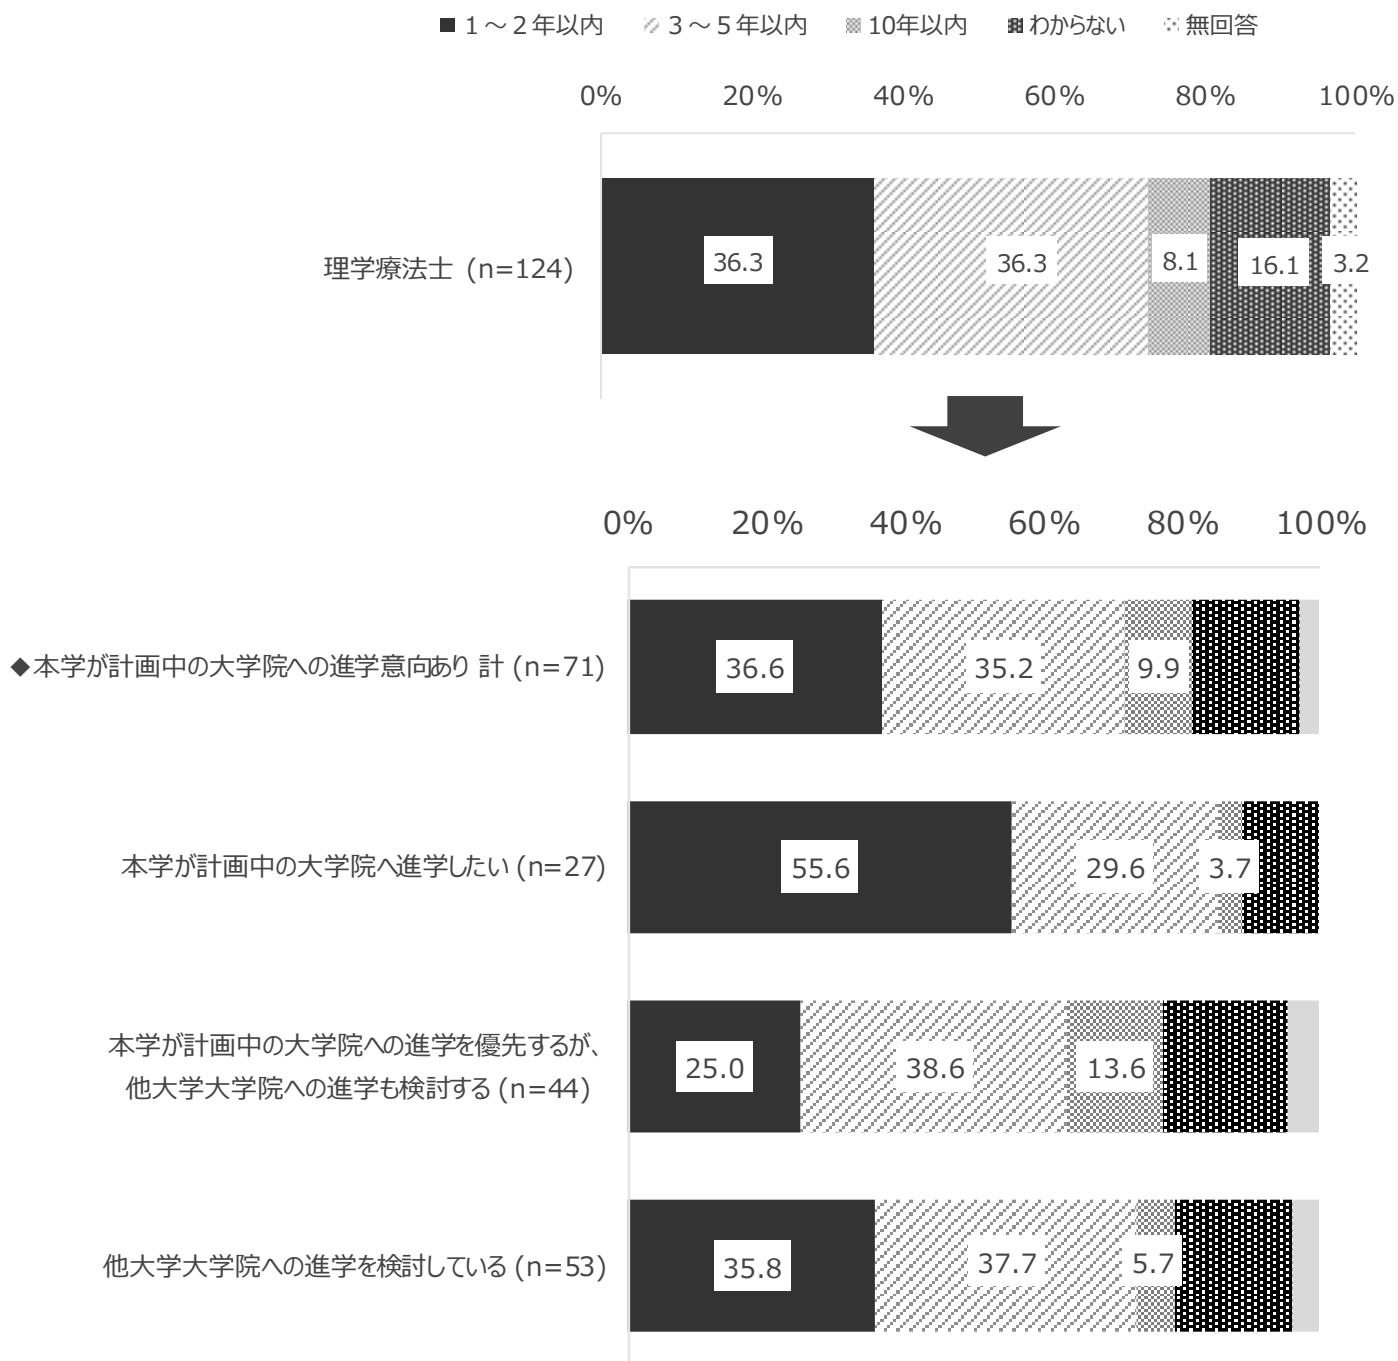 ■１～２年以内 ３～５年以内 10年以内 わからない 無回答
0% 20% 40% 60% 80% 100%
理学療法士 (n=124) 36.3 36.3 8.1 16.1 3.2
0% 20% 40% 60% 80% 100%
◆本学が計画中の大学院への進学意向あり 計 (n=71) 36.6 35.2 9.9
本学が計画中の大学院へ進学したい (n=27) 55.6 29.6 3.7
本学が計画中の大学院への進学を優先するが、
他大学大学院への進学も検討する (n=44) 25.0 38.6 13.6
他大学大学院への進学を検討している (n=53) 35.8 37.7 5.7